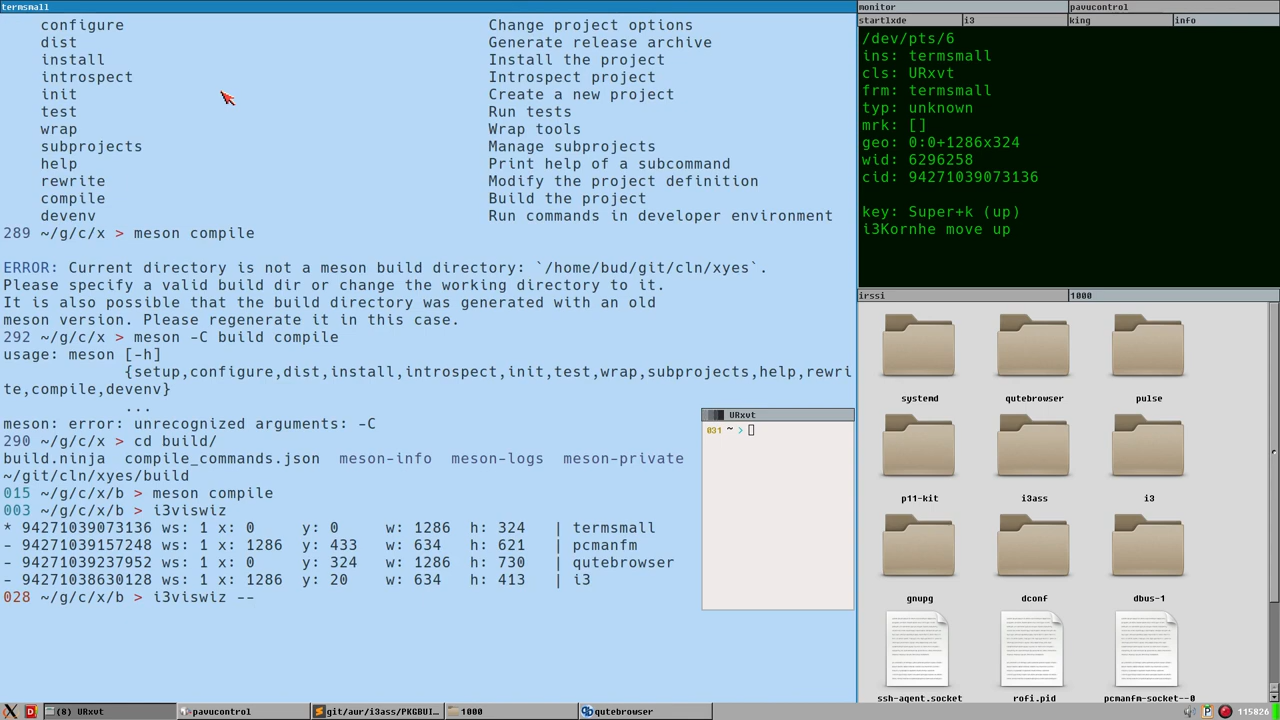 termsmall
configure Change project options
dist Generate release archive
install Install the project
introspect Introspect project
init Create a new project
test Run tests
wrap Wrap tools
subprojects Manage subprojects
help Print help of a subcommand
rewrite Modify the project definition
compile Build the project
devenv Run commands in developer environment
289 ~/g/c/x > meson compile
ERROR: Current directory is not a meson build directory: `/home/bud/git/cln/xyes`.
Please specify a valid build dir or change the working directory to it.
It is also possible that the build directory was generated with an old
meson version. Please regenerate it in this case.
292 ~/g/c/x > meson -C build compile
usage: meson [-h]
{setup,configure,dist,install,introspect,init,test,wrap,subprojects,help,rewri
te,compile,devenv}
...
meson: error: unrecognized arguments: -C
290 ~/g/c/x > cd build/
build.ninja compile_commands.json meson-info meson-logs meson-private
~/git/cln/xyes/build
015 ~/g/c/x/b > meson compile
003 ~/g/c/x/b > i3viswiz
* 94271039073136 ws: 1 x: 0 y: 0 w: 1286 h: 324 | termsmall
- 94271039157248 ws: 1 x: 1286 y: 433 w: 634 h: 621 | pcmanfm
- 94271039237952 ws: 1 x: 0 y: 324 w: 1286 h: 730 | qutebrowser
- 94271038630128 ws: 1 x: 1286 y: 20 w: 634 h: 413 | i3
028 ~/g/c/x/b > i3viswiz --
URxvt
031 ~ >
monitor pavucontrol
startlxde i3 king info
/dev/pts/6
ins: termsmall
cls: URxvt
frm: termsmall
typ: unknown
mrk: []
geo: 0:0+1286x324
wid: 6296258
cid: 94271039073136
key: Super+k (up)
i3Kornhe move up
irssi 1000
systemd qutebrowser pulse
p11-kit i3ass i3
gnupg dconf dbus-1
ssh-agent.socket rofi.pid pcmanfm-socket--0
(8) URxvt pavucontrol git/aur/i3ass/PKGBUI... 1000 qutebrowser 115826